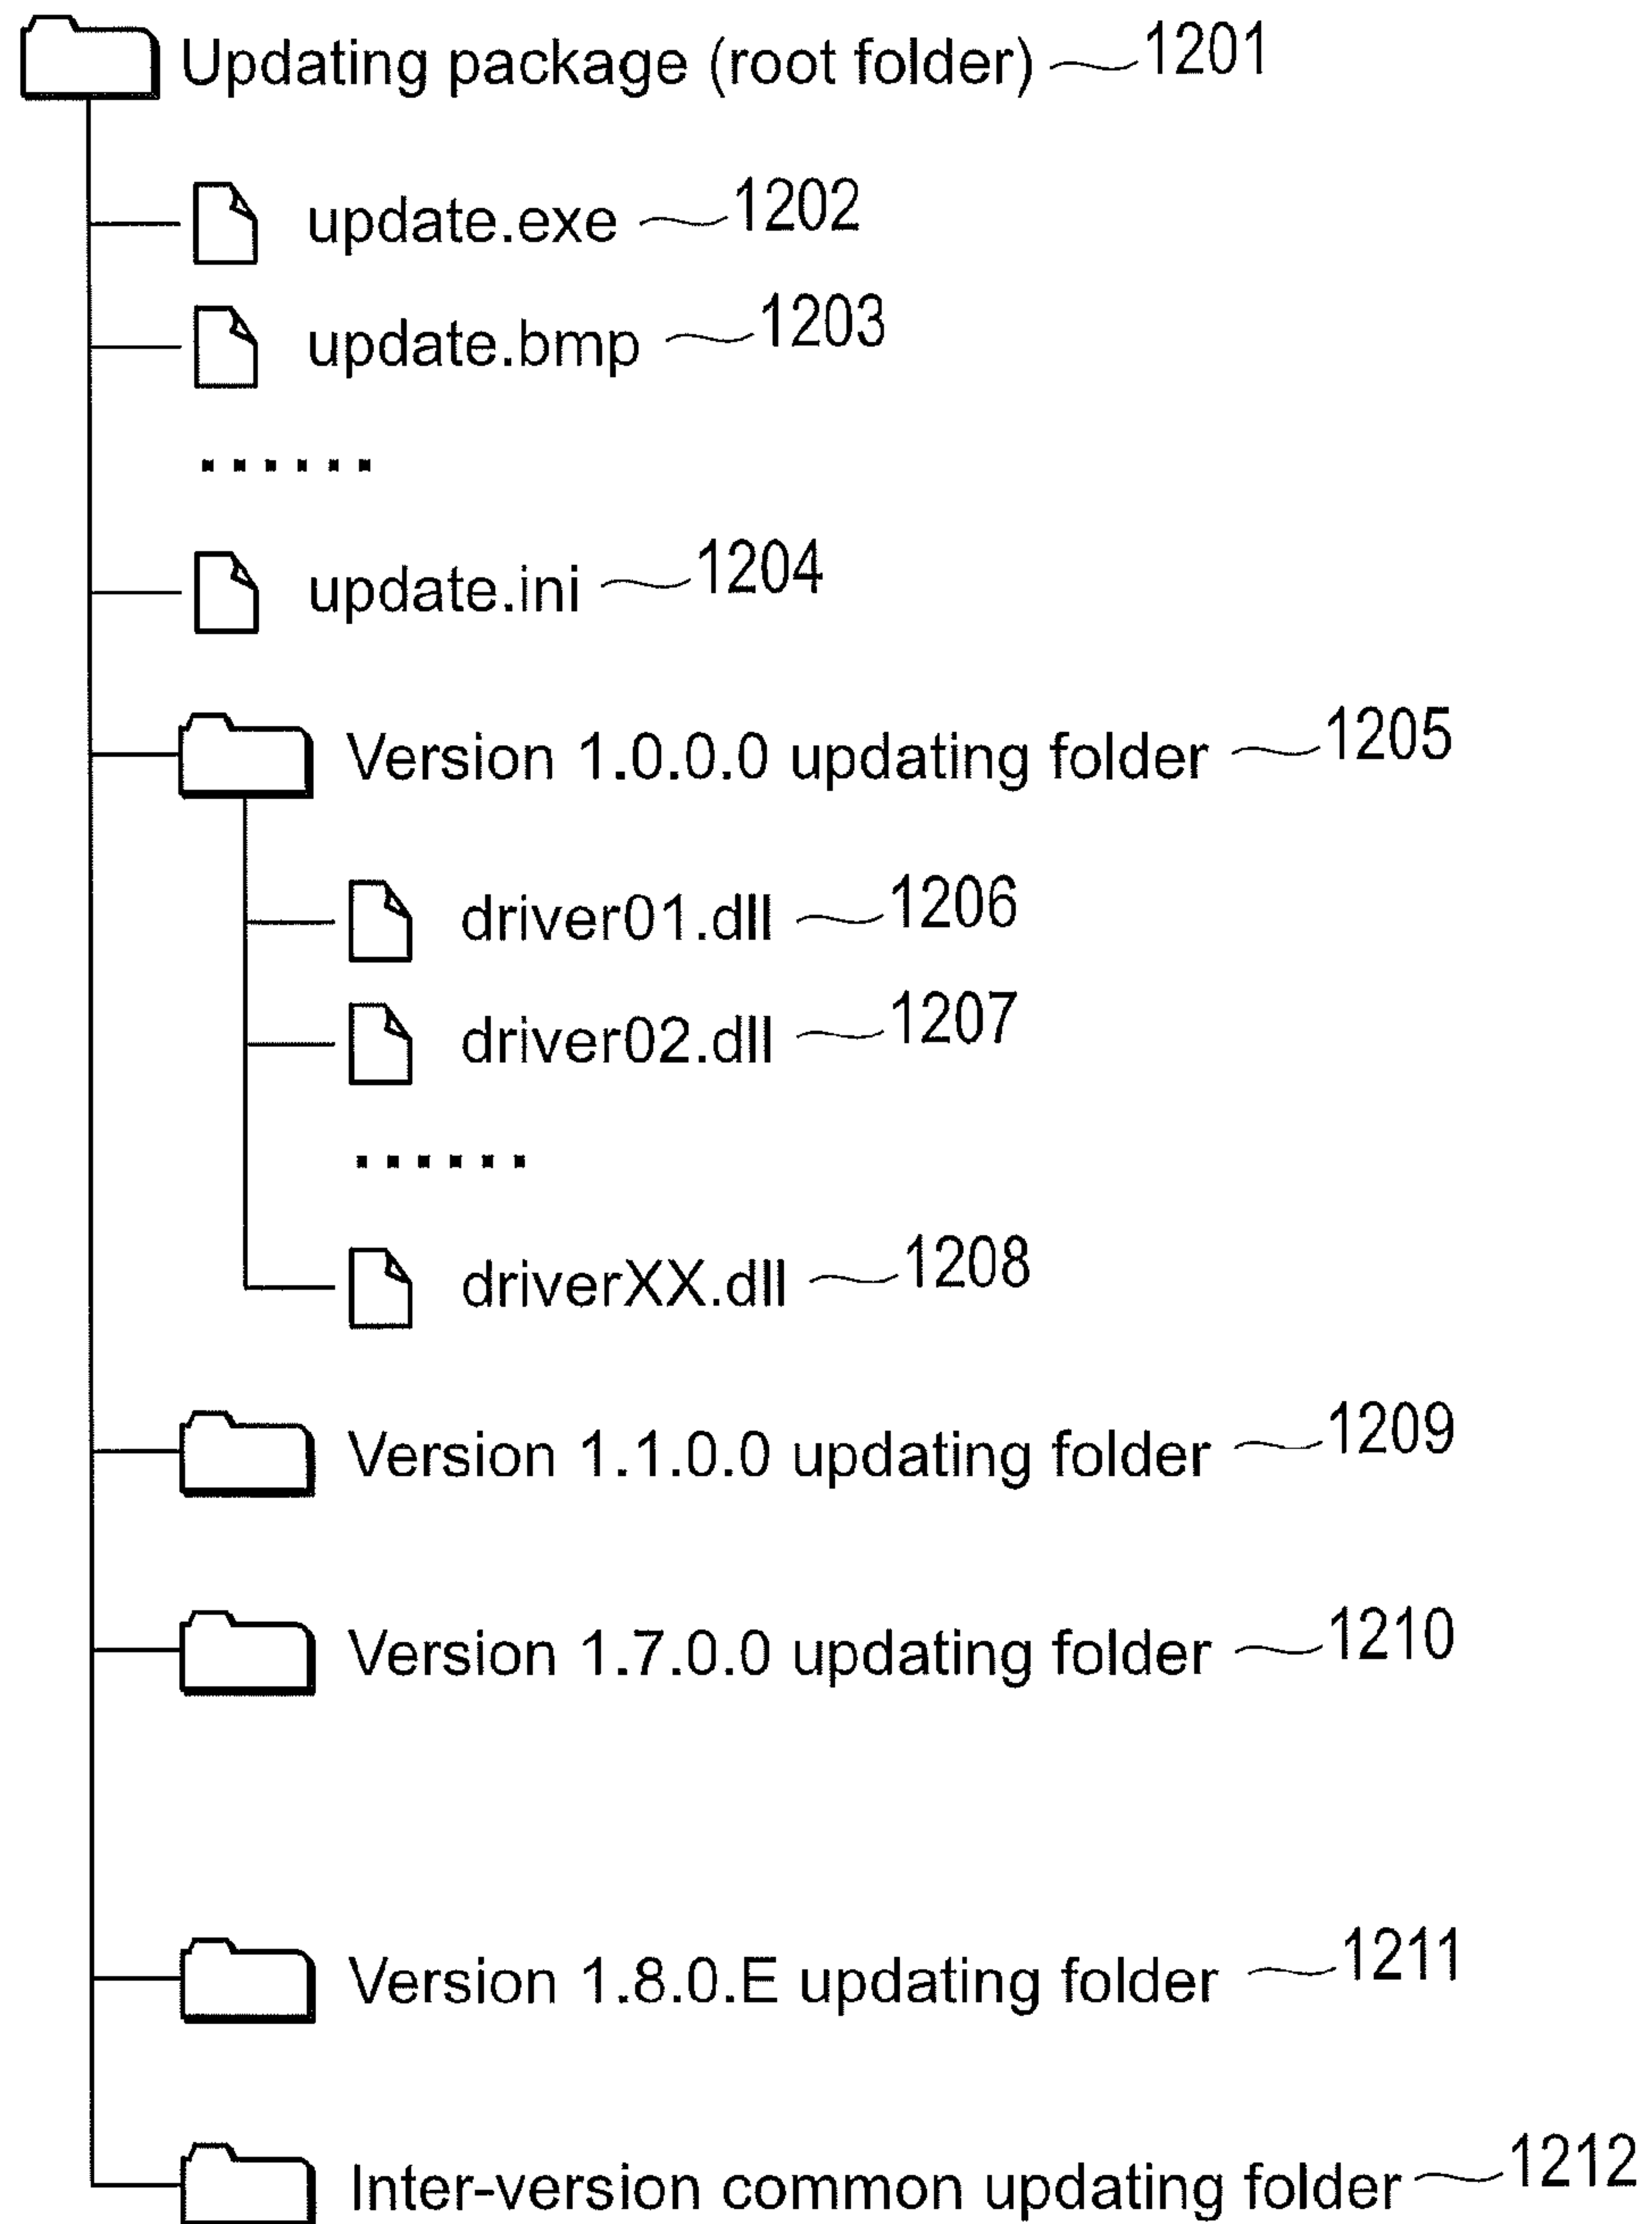 Updating package (root folder) 1201
update.exe 1202
update.bmp 1203
......
update.ini 1204
Version 1.0.0.0 updating folder 1205
driver01.dll 1206
driver02.dll 1207
......
driverXX.dll 1208
Version 1.1.0.0 updating folder 1209
Version 1.7.0.0 updating folder 1210
Version 1.8.0.E updating folder 1211
Inter-version common updating folder 1212